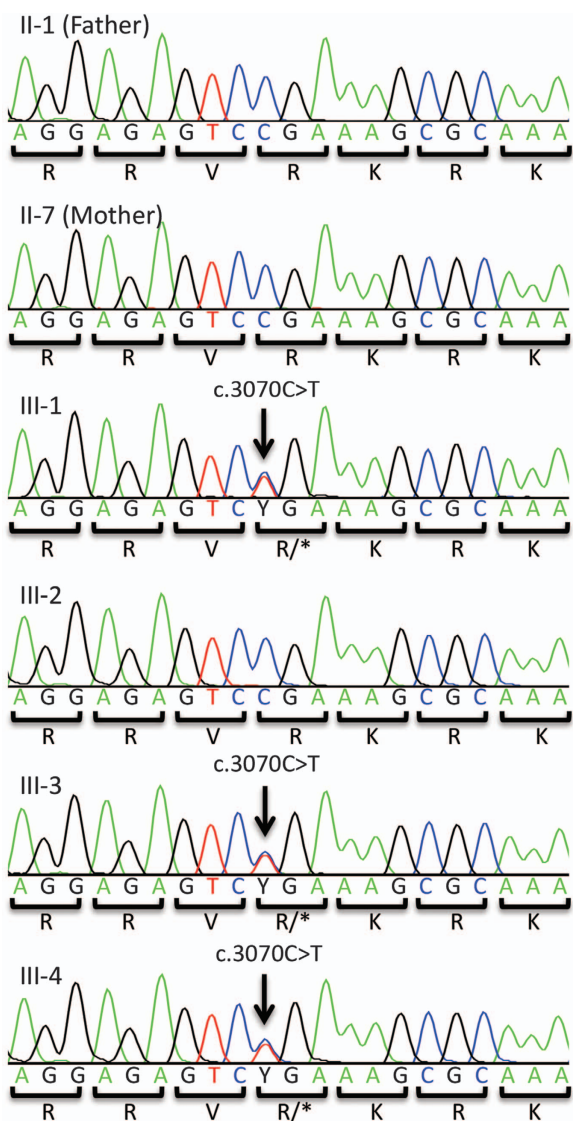 II-1 (Father)
A G G A G A G T C C G A A A G C G C A A A
R R V R K R K
II-7 (Mother)
A G G A G A G T C C G A A A G C G C A A A
R R V R K R K
c.3070C>T
III-1
A G G A G A G T C Y G A A A G C G C A A A
R R V R/* K R K
III-2
A G G A G A G T C C G A A A G C G C A A A
R R V R K R K
c.3070C>T
III-3
A G G A G A G T C Y G A A A G C G C A A A
R R V R/* K R K
c.3070C>T
III-4
A G G A G A G T C Y G A A A G C G C A A A
R R V R/* K R K